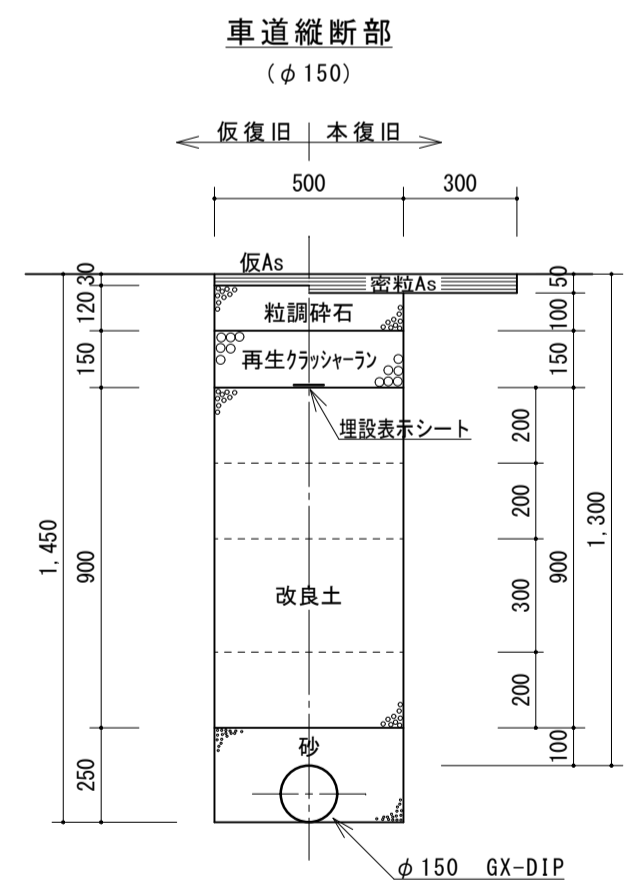 車道縦断部
(φ150)
仮復旧 本復旧
500 300
仮As
密粒As
粒調砕石
再生クラッシャーラン
埋設表示シート
改良土
砂
φ150 GX-DIP
30
120
150
900
250
1,450
50
100
150
900
100
200
200
300
200
1,300